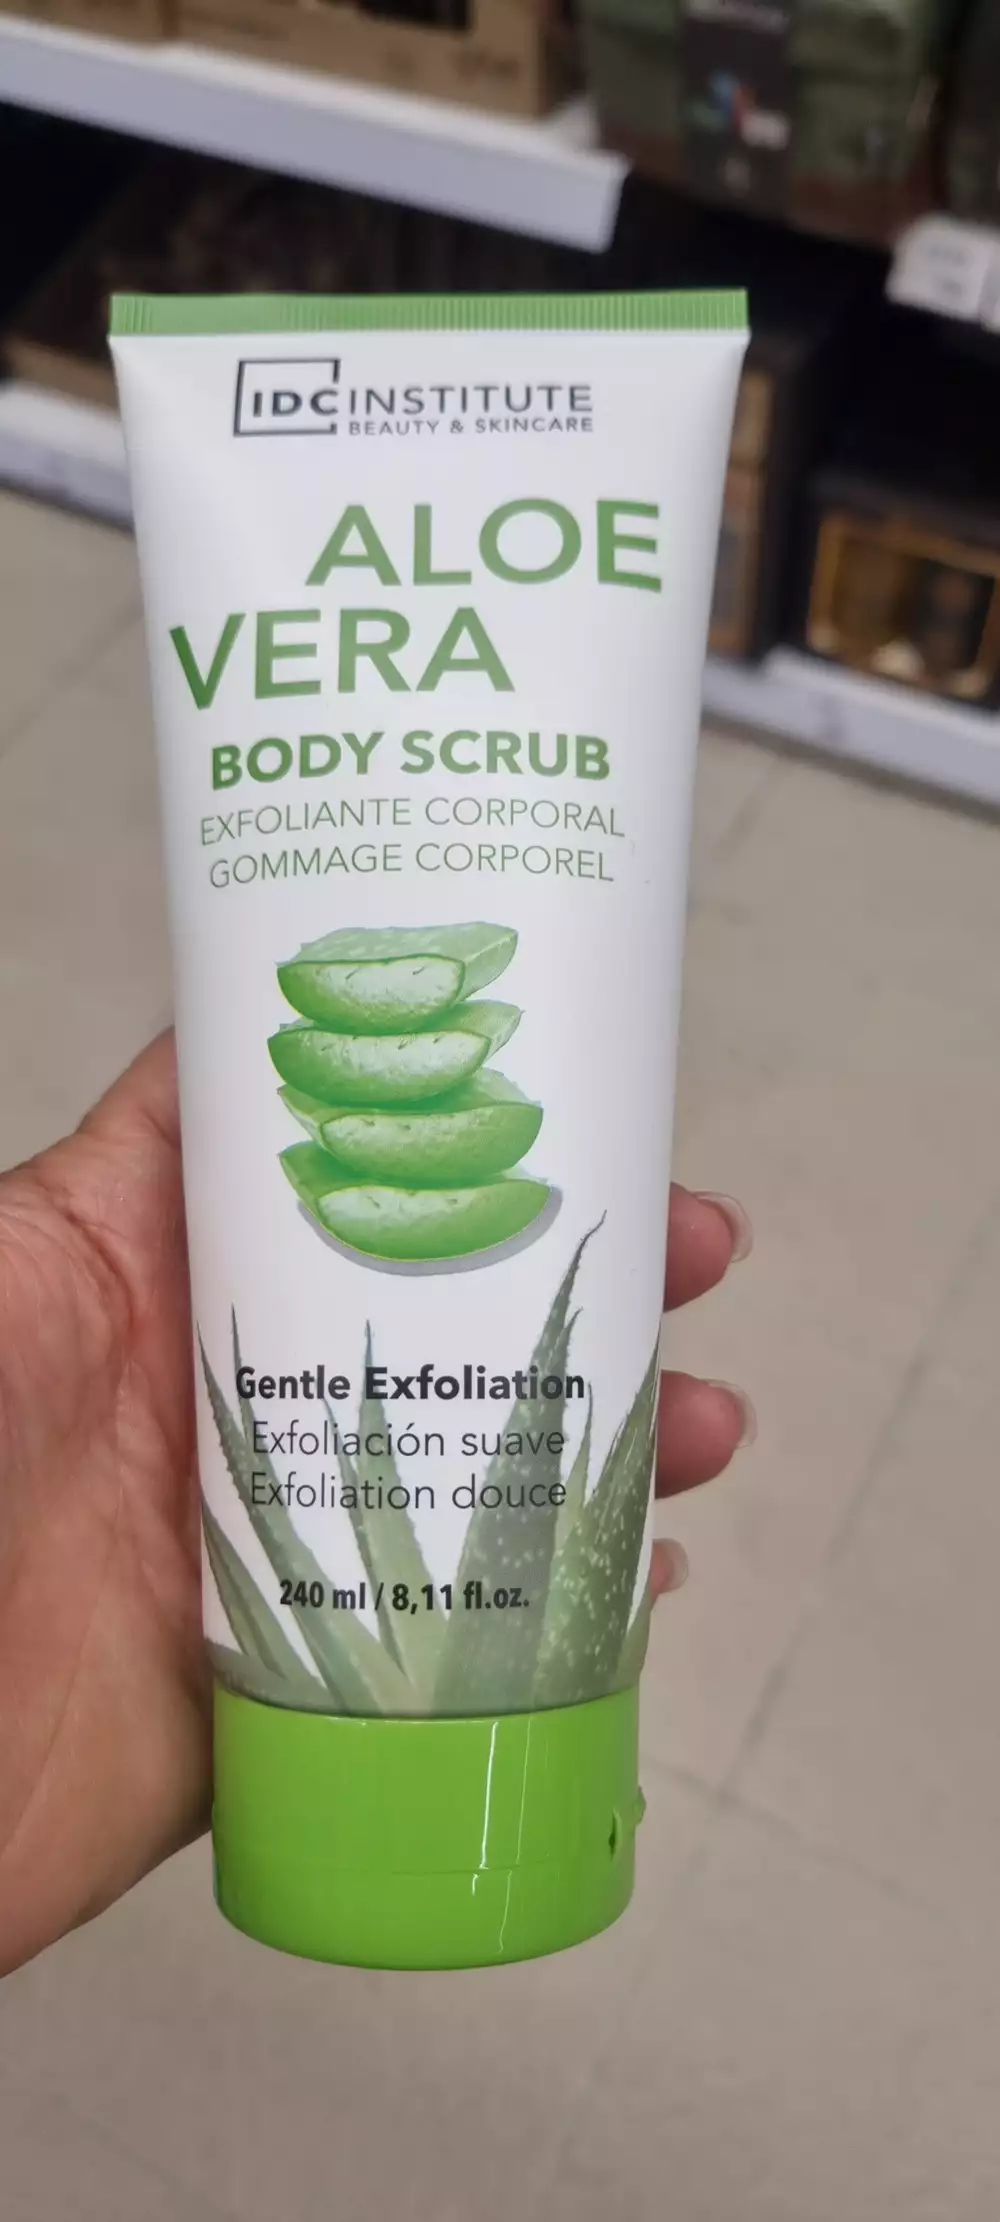 IDC INSTITUTE
BEAUTY & SKINCARE
ALOE
VERA
BODY SCRUB
EXFOLIANTE CORPORAL
GOMMAGE CORPOREL
Gentle Exfoliation
Exfoliación suave
Exfoliation douce
240 ml / 8,11 fl.oz.